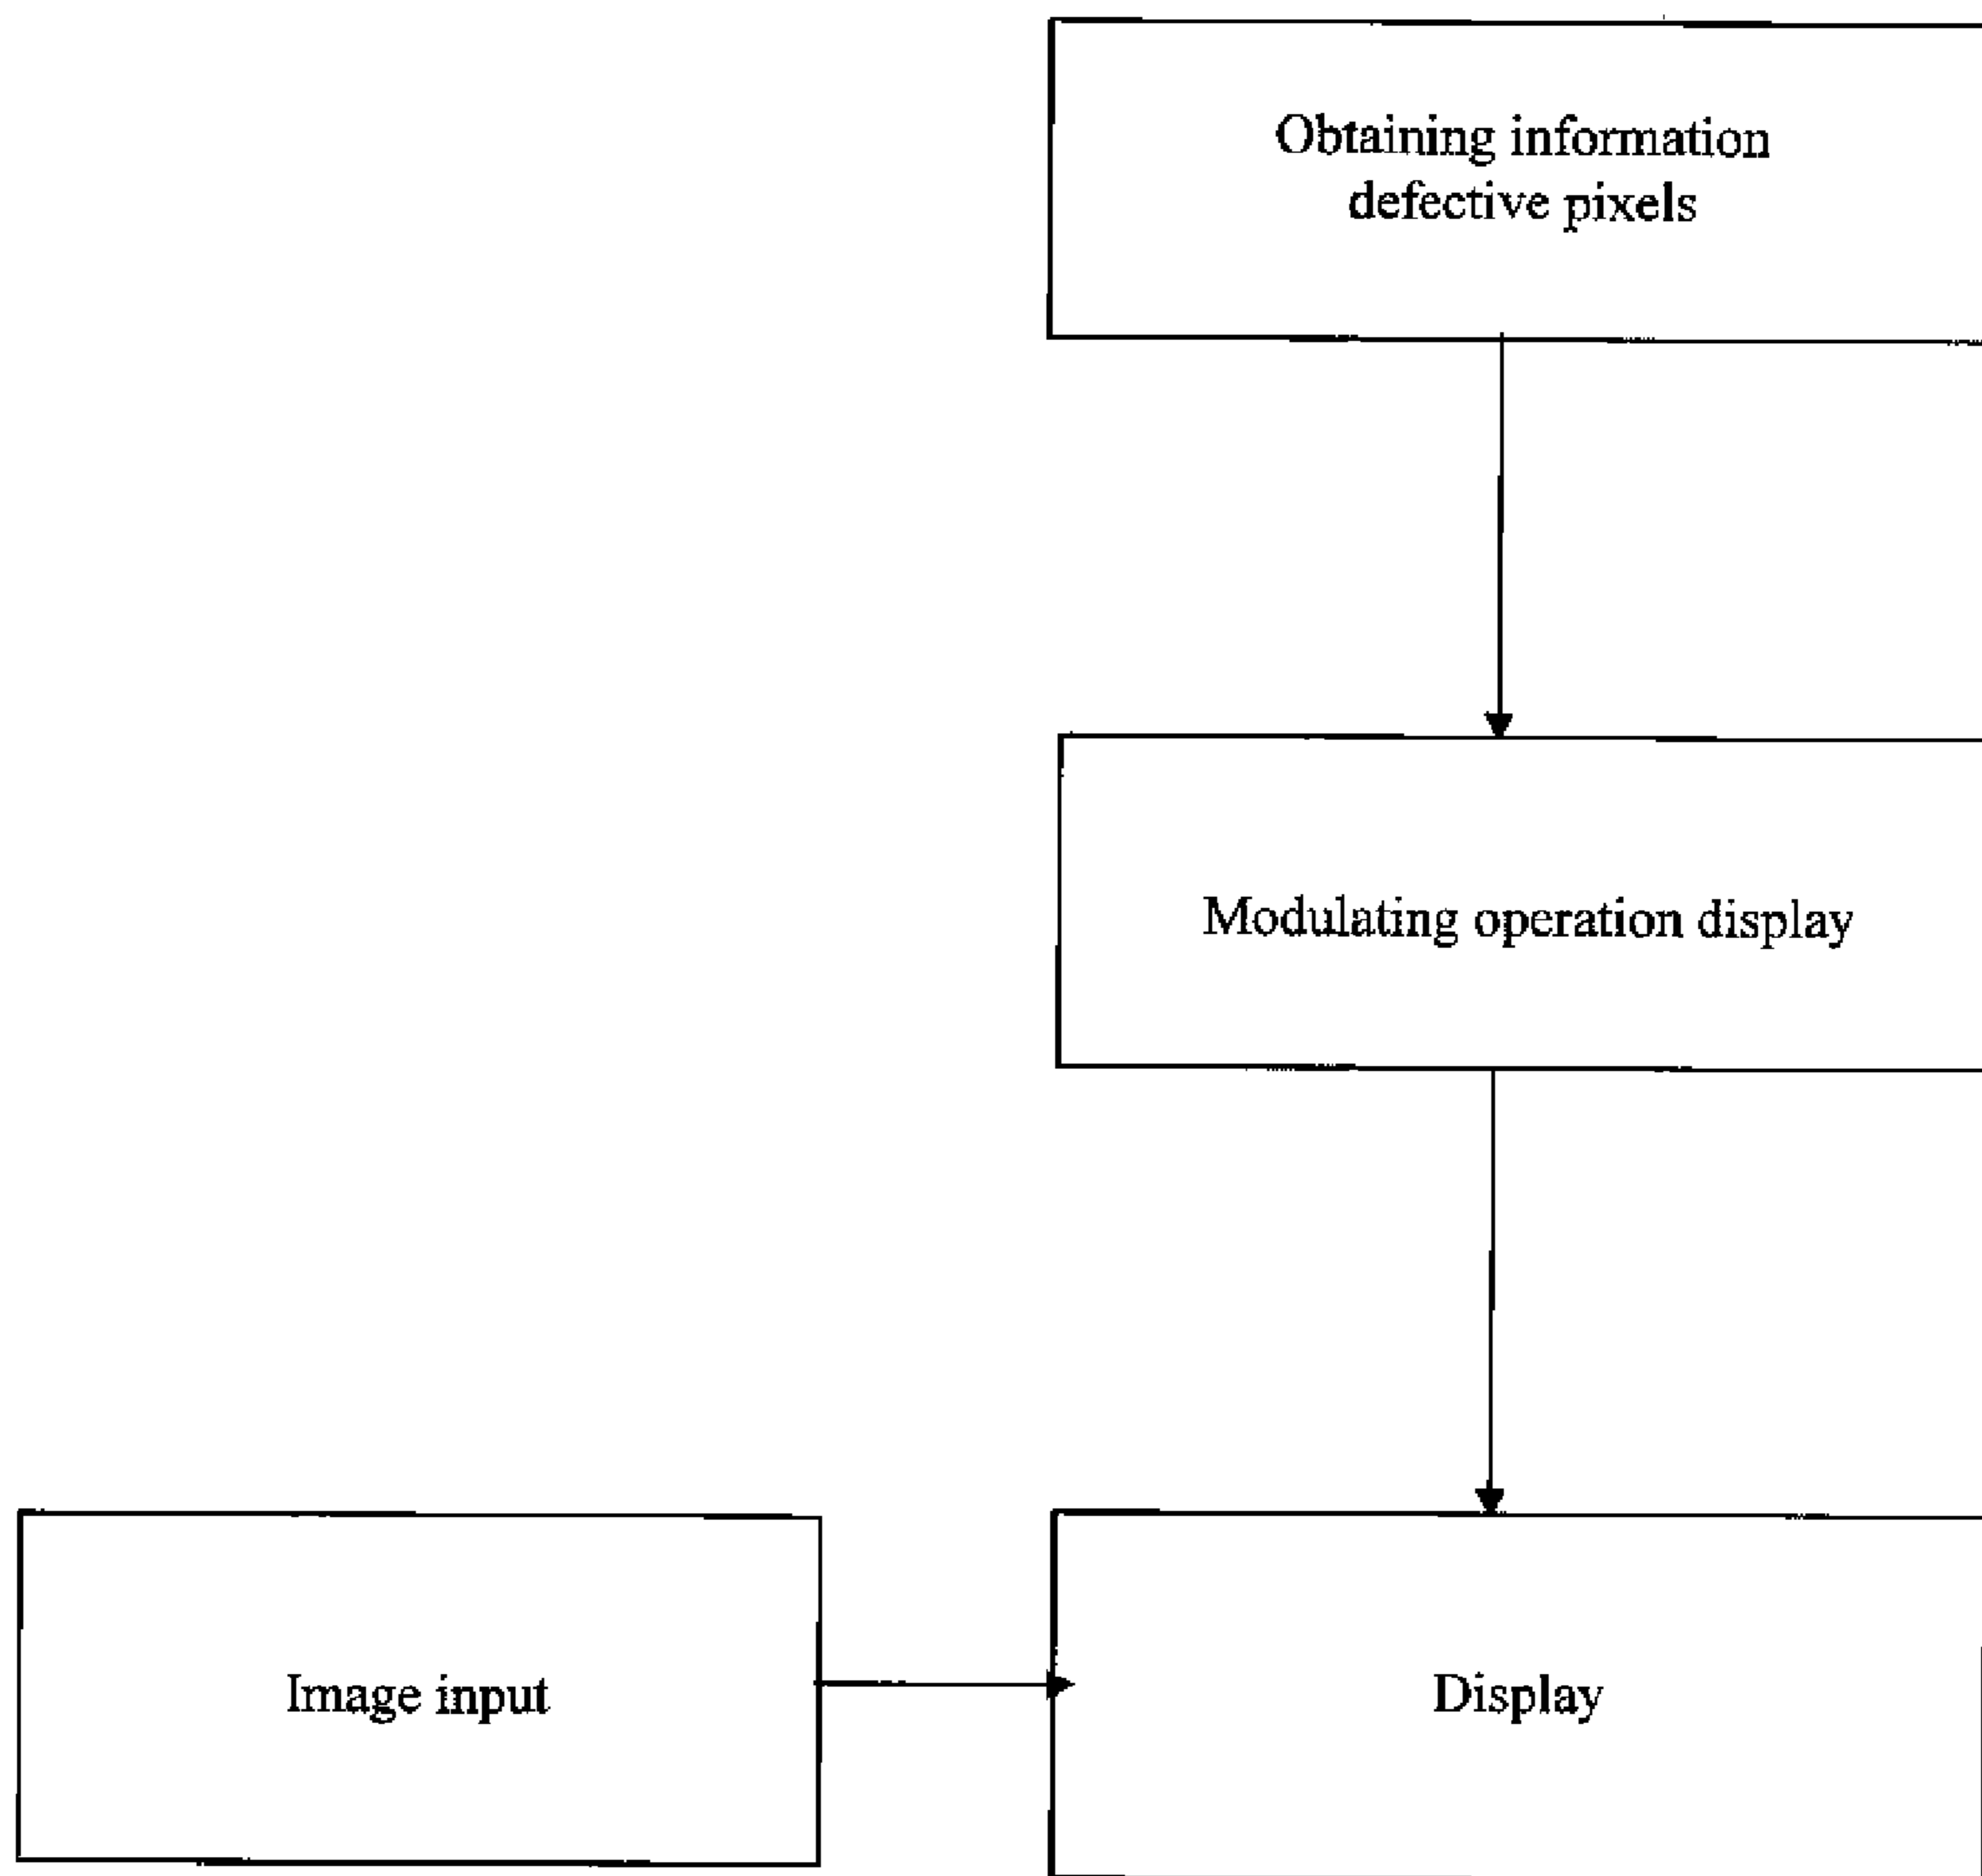 Obtaining information
defective pixels
Modulating operation display
Image input
Display